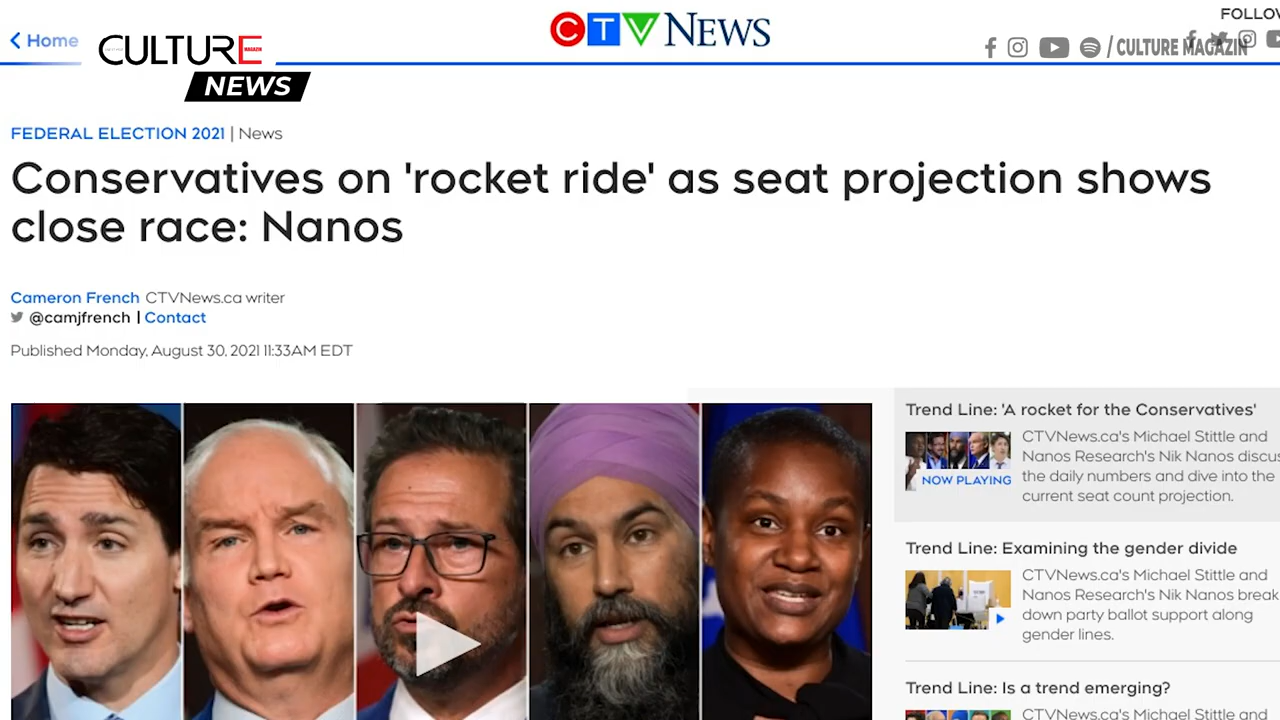 FOLLOW
Home
CULTURE
MAGAZIN
NEWS
CTV NEWS
/ CULTURE MAGAZIN
FEDERAL ELECTION 2021 | News
Conservatives on 'rocket ride' as seat projection shows
close race: Nanos
Cameron French CTVNews.ca writer
@camjfrench | Contact
Published Monday, August 30, 2021 11:33AM EDT
Trend Line: 'A rocket for the Conservatives'
CTVNews.ca's Michael Stittle and
Nanos Research's Nik Nanos discus
the daily numbers and dive into the
current seat count projection.
NOW PLAYING
Trend Line: Examining the gender divide
CTVNews.ca's Michael Stittle and
Nanos Research's Nik Nanos break
down party ballot support along
gender lines.
Trend Line: Is a trend emerging?
CTVNews.ca's Michael Stittle and